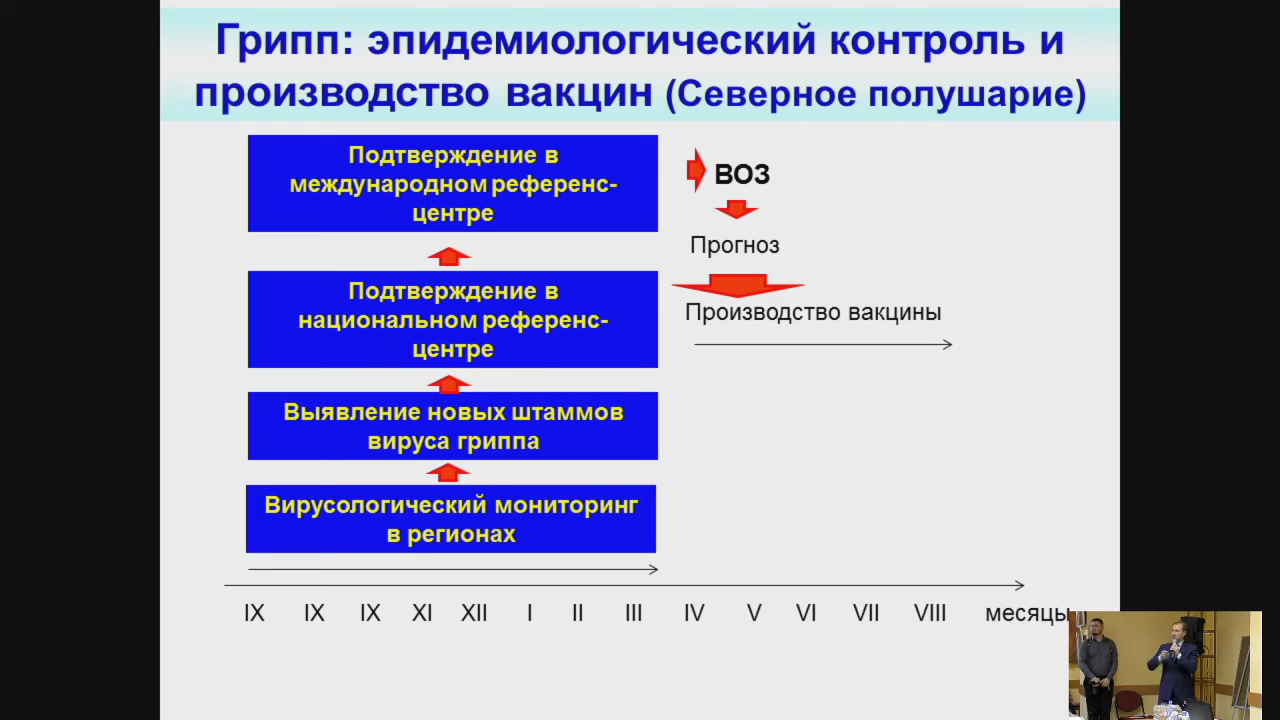 Грипп: эпидемиологический контроль и
производство вакцин (Северное полушарие)
Подтверждение в
международном референс-
центре
ВОЗ
Прогноз
Подтверждение в
национальном референс-
центре
Производство вакцины
Выявление новых штаммов
вируса гриппа
Вирусологический мониторинг
в регионах
IX IX IX XI XII I II III IV V VI VII VIII месяцы